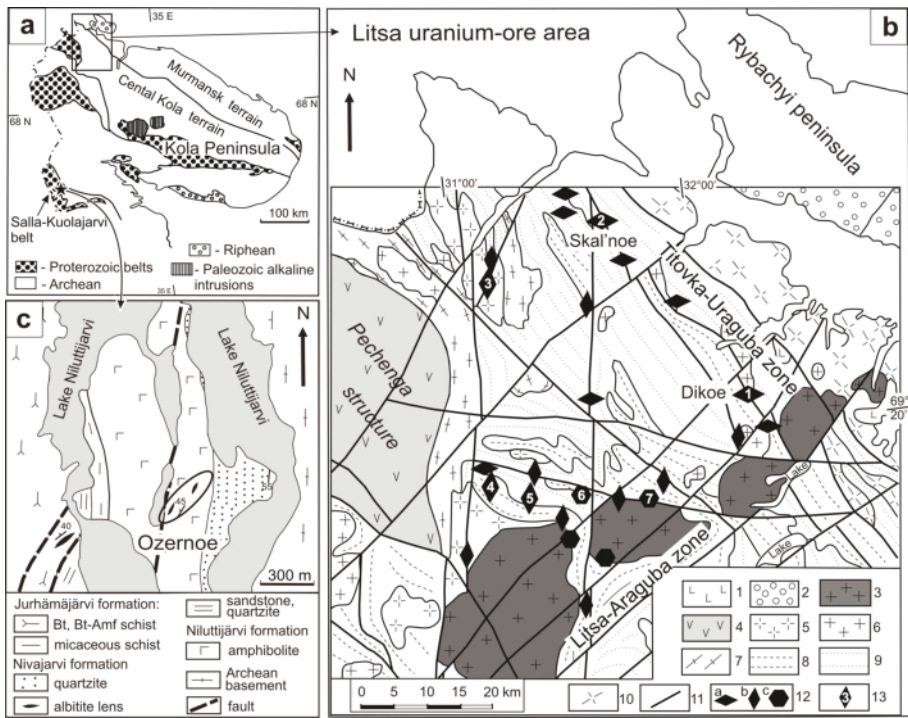 a
35 E
Murmansk terrain
Cental Kola terrain
68 N
68 N
Kola Peninsula
Salla-Kuolajarvi
belt
100 km
- Riphean
- Proterozoic belts
- Paleozoic alkaline
intrusions
- Archean
35 E
b
Litsa uranium-ore area
N
Rybachyi peninsula
31°00'
32°00'
2
Skal'noe
3
Titovka-Uraguba zone
Pechenga
structure
Dikoe
1
69°
20'
4
5
6
7
Lake
Lake
Litsa-Araguba zone
1
2
3
4
5
6
7
8
9
0 5 10 15 20 km
10
11
a b c 12
3 13
c
N
Lake Niluttijarvi
Lake Niluttijarvi
45
35
40
Ozernoe
300 m
Jurhämäjärvi formation:
Bt, Bt-Amf schist
micaceous schist
Nivajarvi formation
quartzite
albitite lens
sandstone,
quartzite
Niluttijärvi formation
amphibolite
Archean
basement
fault